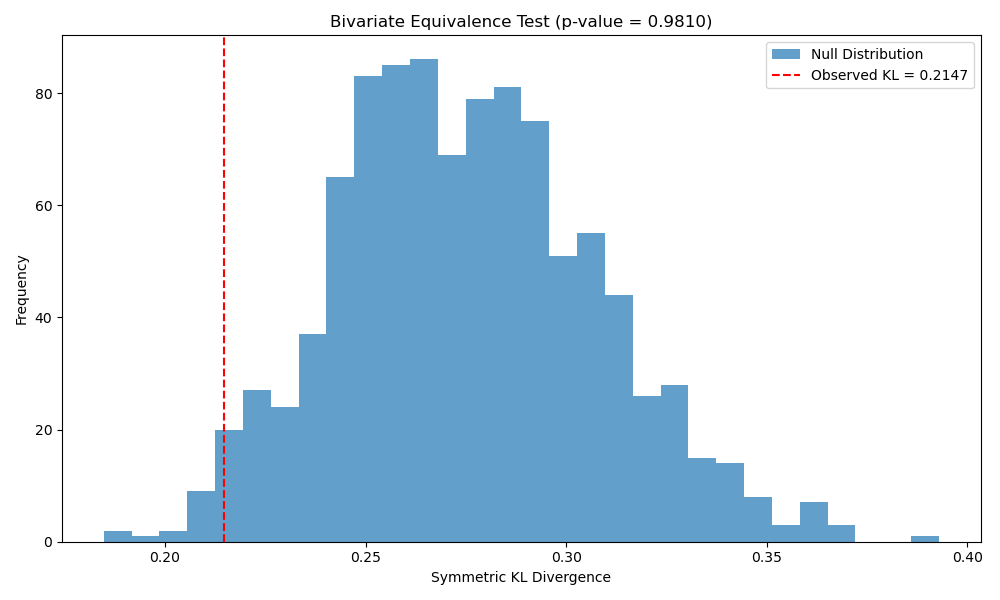 Bivariate Equivalence Test (p-value = 0.9810)
Null Distribution
Observed KL = 0.2147
Frequency
80
60
40
20
0
0.20 0.25 0.30 0.35 0.40
Symmetric KL Divergence